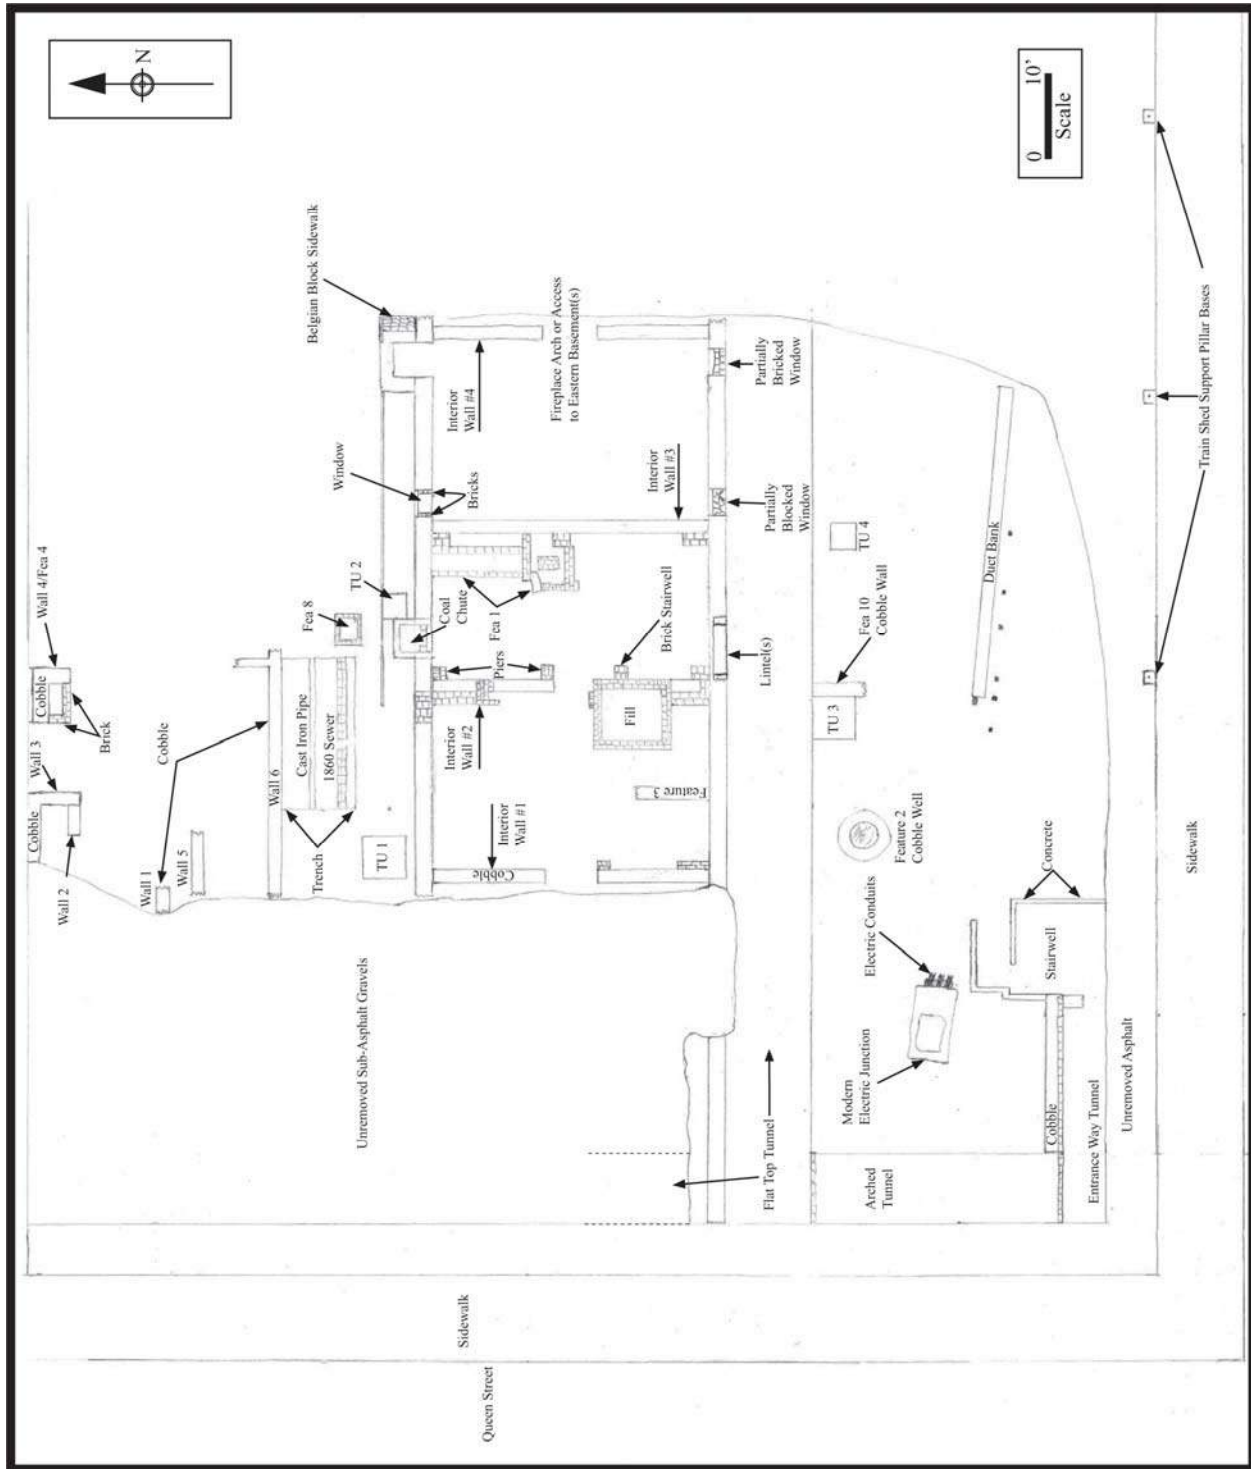 N
0 10'
Scale
Belgian Block Sidewalk
Wall 4/Fea 4
Cobble
Brick
Wall 3
Cobble
Wall 2
Wall 1
Wall 5
Cobble
Wall 6
Cast Iron Pipe
1860 Sewer
Trench
TU 1
Fea 8
TU 2
Window
Bricks
Coal
Chute
Fea 1
Piers
Interior
Wall #4
Fireplace Arch or Access
to Eastern Basement(s)
Interior
Wall #3
Interior
Wall #2
Interior
Wall #1
Cobble
Feature 3
Fill
Brick Stairwell
Partially
Bricked
Window
Partially
Blocked
Window
Lintel(s)
TU 4
Fea 10
Cobble Wall
TU 3
Duct Bank
Feature 2
Cobble Well
Electric Conduits
Modern
Electric Junction
Concrete
Stairwell
Cobble
Entrance Way Tunnel
Unremoved Asphalt
Arched
Tunnel
Flat Top Tunnel
Unremoved Sub-Asphalt Gravels
Train Shed Support Pillar Bases
Sidewalk
Sidewalk
Queen Street